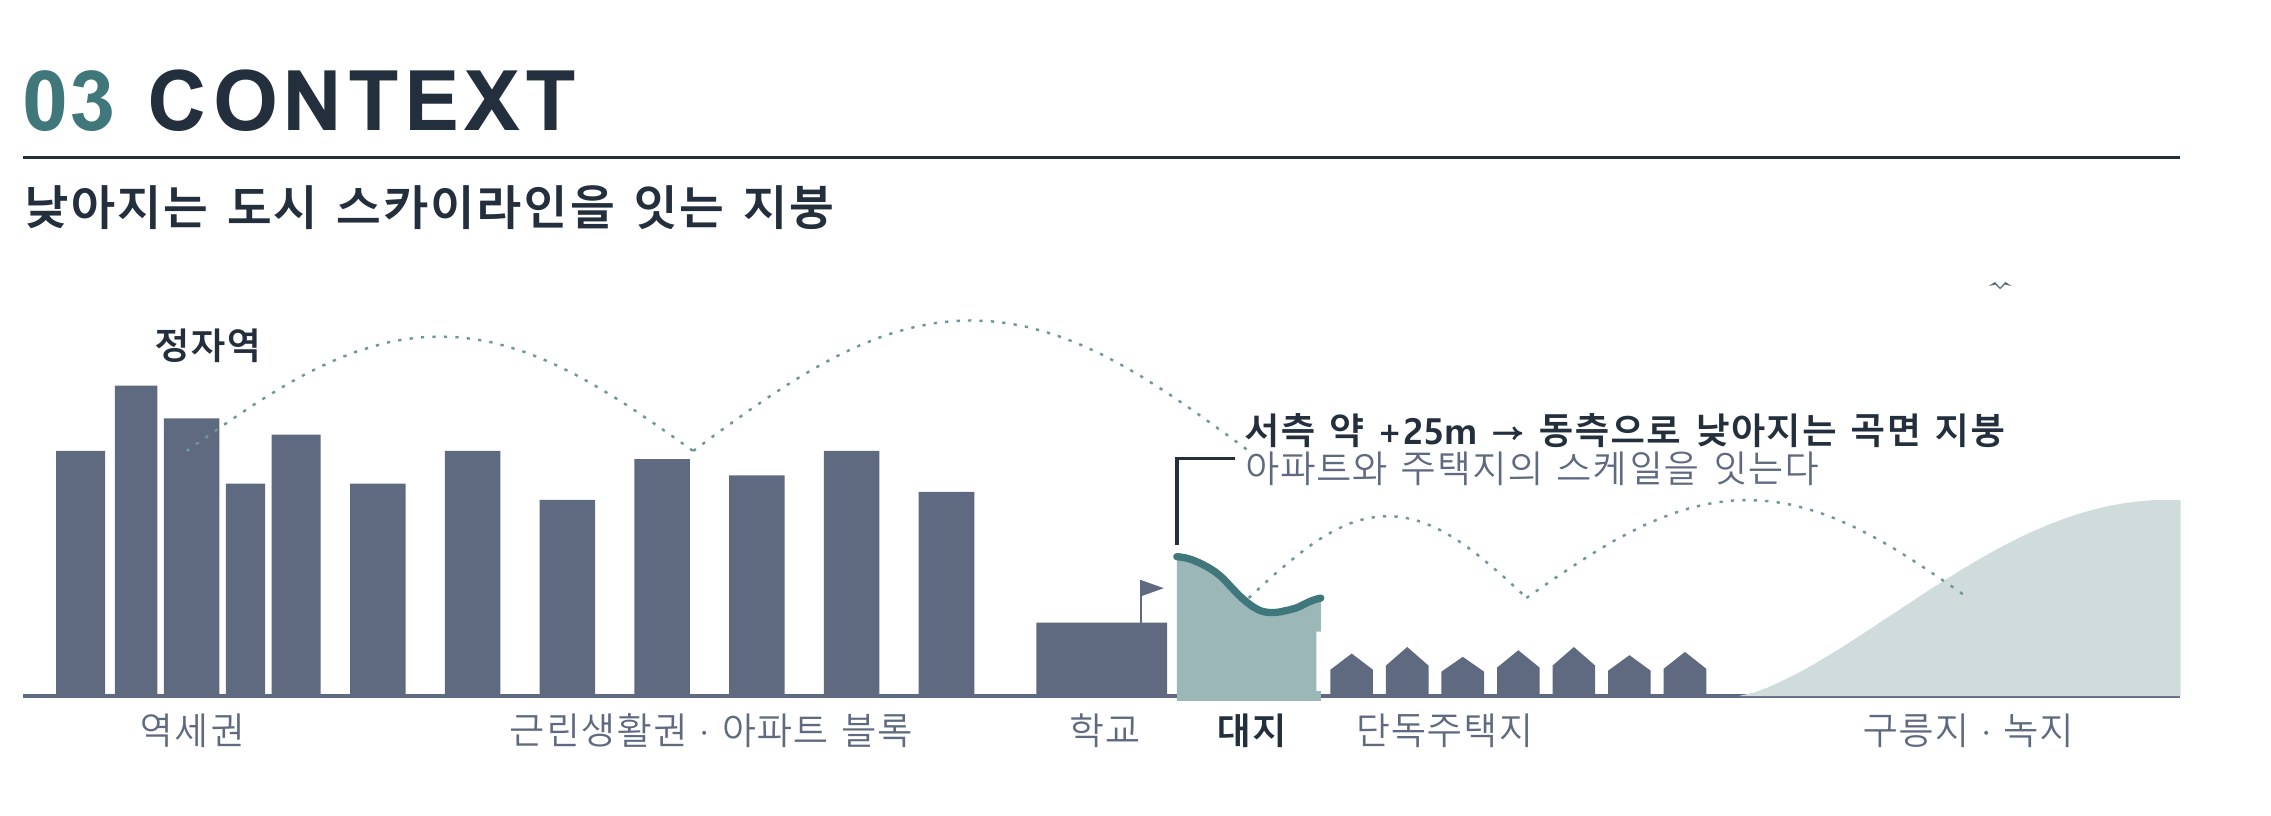 03 CONTEXT
낮아지는 도시 스카이라인을 잇는 지붕
정자역
서측 약 +25m → 동측으로 낮아지는 곡면 지붕
아파트와 주택지의 스케일을 잇는다
역세권
근린생활권 · 아파트 블록
학교
대지
단독주택지
구릉지 · 녹지